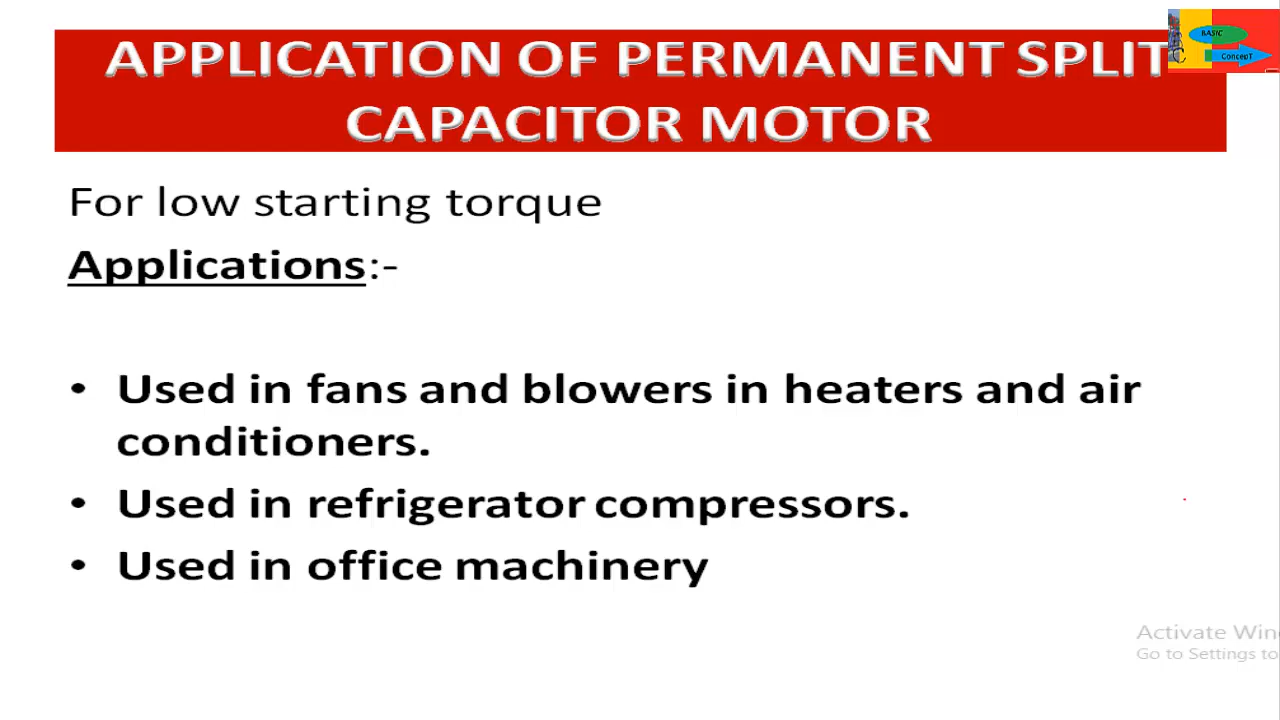 BASIC
ConcepT
APPLICATION OF PERMANENT SPLIT
CAPACITOR MOTOR
For low starting torque
Applications:-
• Used in fans and blowers in heaters and air
conditioners.
• Used in refrigerator compressors.
• Used in office machinery
Activate Win
Go to Settings to